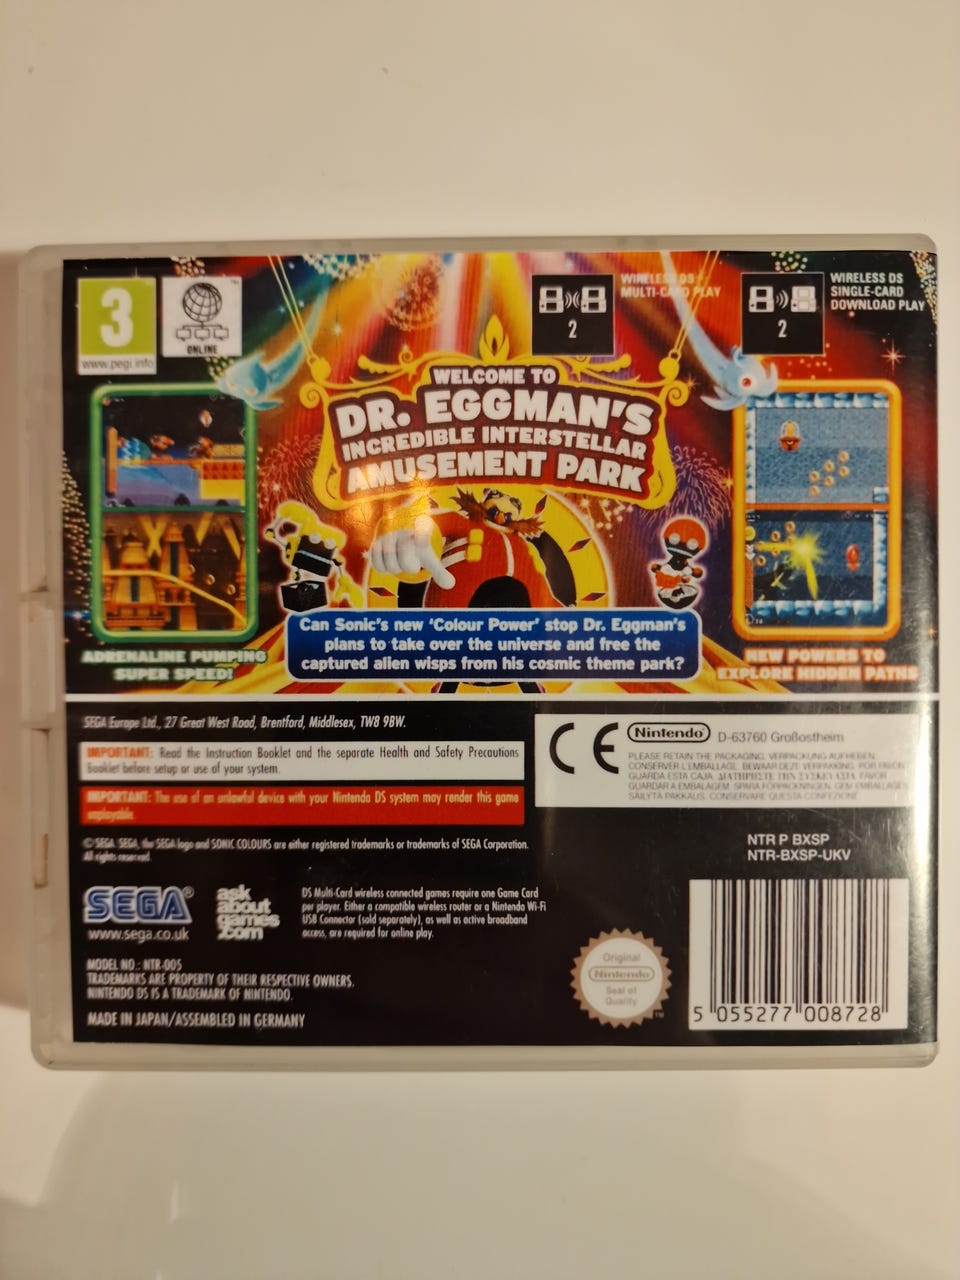 3
www.pegi.info
ONLINE
™
2
WIRELESS DS
MULTI-CARD PLAY
2
WIRELESS DS
SINGLE-CARD
DOWNLOAD PLAY
WELCOME TO
DR. EGGMAN'S
INCREDIBLE INTERSTELLAR
AMUSEMENT PARK
Can Sonic's new 'Colour Power' stop Dr. Eggman's
plans to take over the universe and free the
captured alien wisps from his cosmic theme park?
ADRENALINE PUMPING
SUPER SPEED!
NEW POWERS TO
EXPLORE HIDDEN PATHS
SEGA Europe Ltd., 27 Great West Road, Brentford, Middlesex, TW8 9BW.
IMPORTANT: Read the Instruction Booklet and the separate Health and Safety Precautions
Booklet before setup or use of your system.
IMPORTANT: The use of an unlawful device with your Nintendo DS system may render this game
unplayable.
© SEGA. SEGA, the SEGA logo and SONIC COLOURS are either registered trademarks or trademarks of SEGA Corporation.
All rights reserved.
CE
Nintendo
D-63760 Großostheim
PLEASE RETAIN THE PACKAGING. VERPACKUNG AUFHEBEN.
CONSERVER L'EMBALLAGE. BEWAAR DEZE VERPAKKING. POR FAVOR
GUARDA ESTA CAJA. ΔΙΑΤΗΡΗΣΤΕ ΤΗΝ ΣΥΣΚΕΥΑΣΙΑ. FAVOR
GUARDAR A EMBALAGEM. SPARA FÖRPACKNINGEN. GEM EMBALLAGEN
SÄILYTÄ PAKKAUS. CONSERVARE QUESTA CONFEZIONE.
NTR P BXSP
NTR-BXSP-UKV
SEGA®
www.sega.co.uk
ask
about
games
.com
DS Multi-Card wireless connected games require one Game Card
per player. Either a compatible wireless router or a Nintendo Wi-Fi
USB Connector (sold separately), as well as active broadband
access, are required for online play.
MODEL NO.: NTR-005
TRADEMARKS ARE PROPERTY OF THEIR RESPECTIVE OWNERS.
NINTENDO DS IS A TRADEMARK OF NINTENDO.
MADE IN JAPAN/ASSEMBLED IN GERMANY
Original
Nintendo
Seal of
Quality
™
5 055277 008728